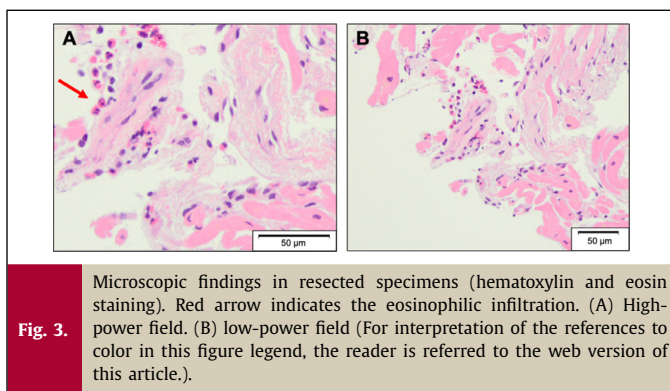 A
B
50 μm
50 μm
Fig. 3.
Microscopic findings in resected specimens (hematoxylin and eosin
staining). Red arrow indicates the eosinophilic infiltration. (A) High-
power field. (B) low-power field (For interpretation of the references to
color in this figure legend, the reader is referred to the web version of
this article.).